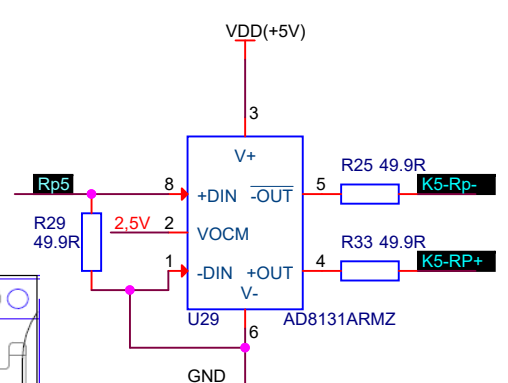 VDD(+5V)
3
V+
R25 49.9R
Rp5
8
+DIN
-OUT
5
K5-Rp-
R29
49.9R
2,5V
2
VOCM
R33 49.9R
1
-DIN
+OUT
4
K5-RP+
V-
U29
6
AD8131ARMZ
GND